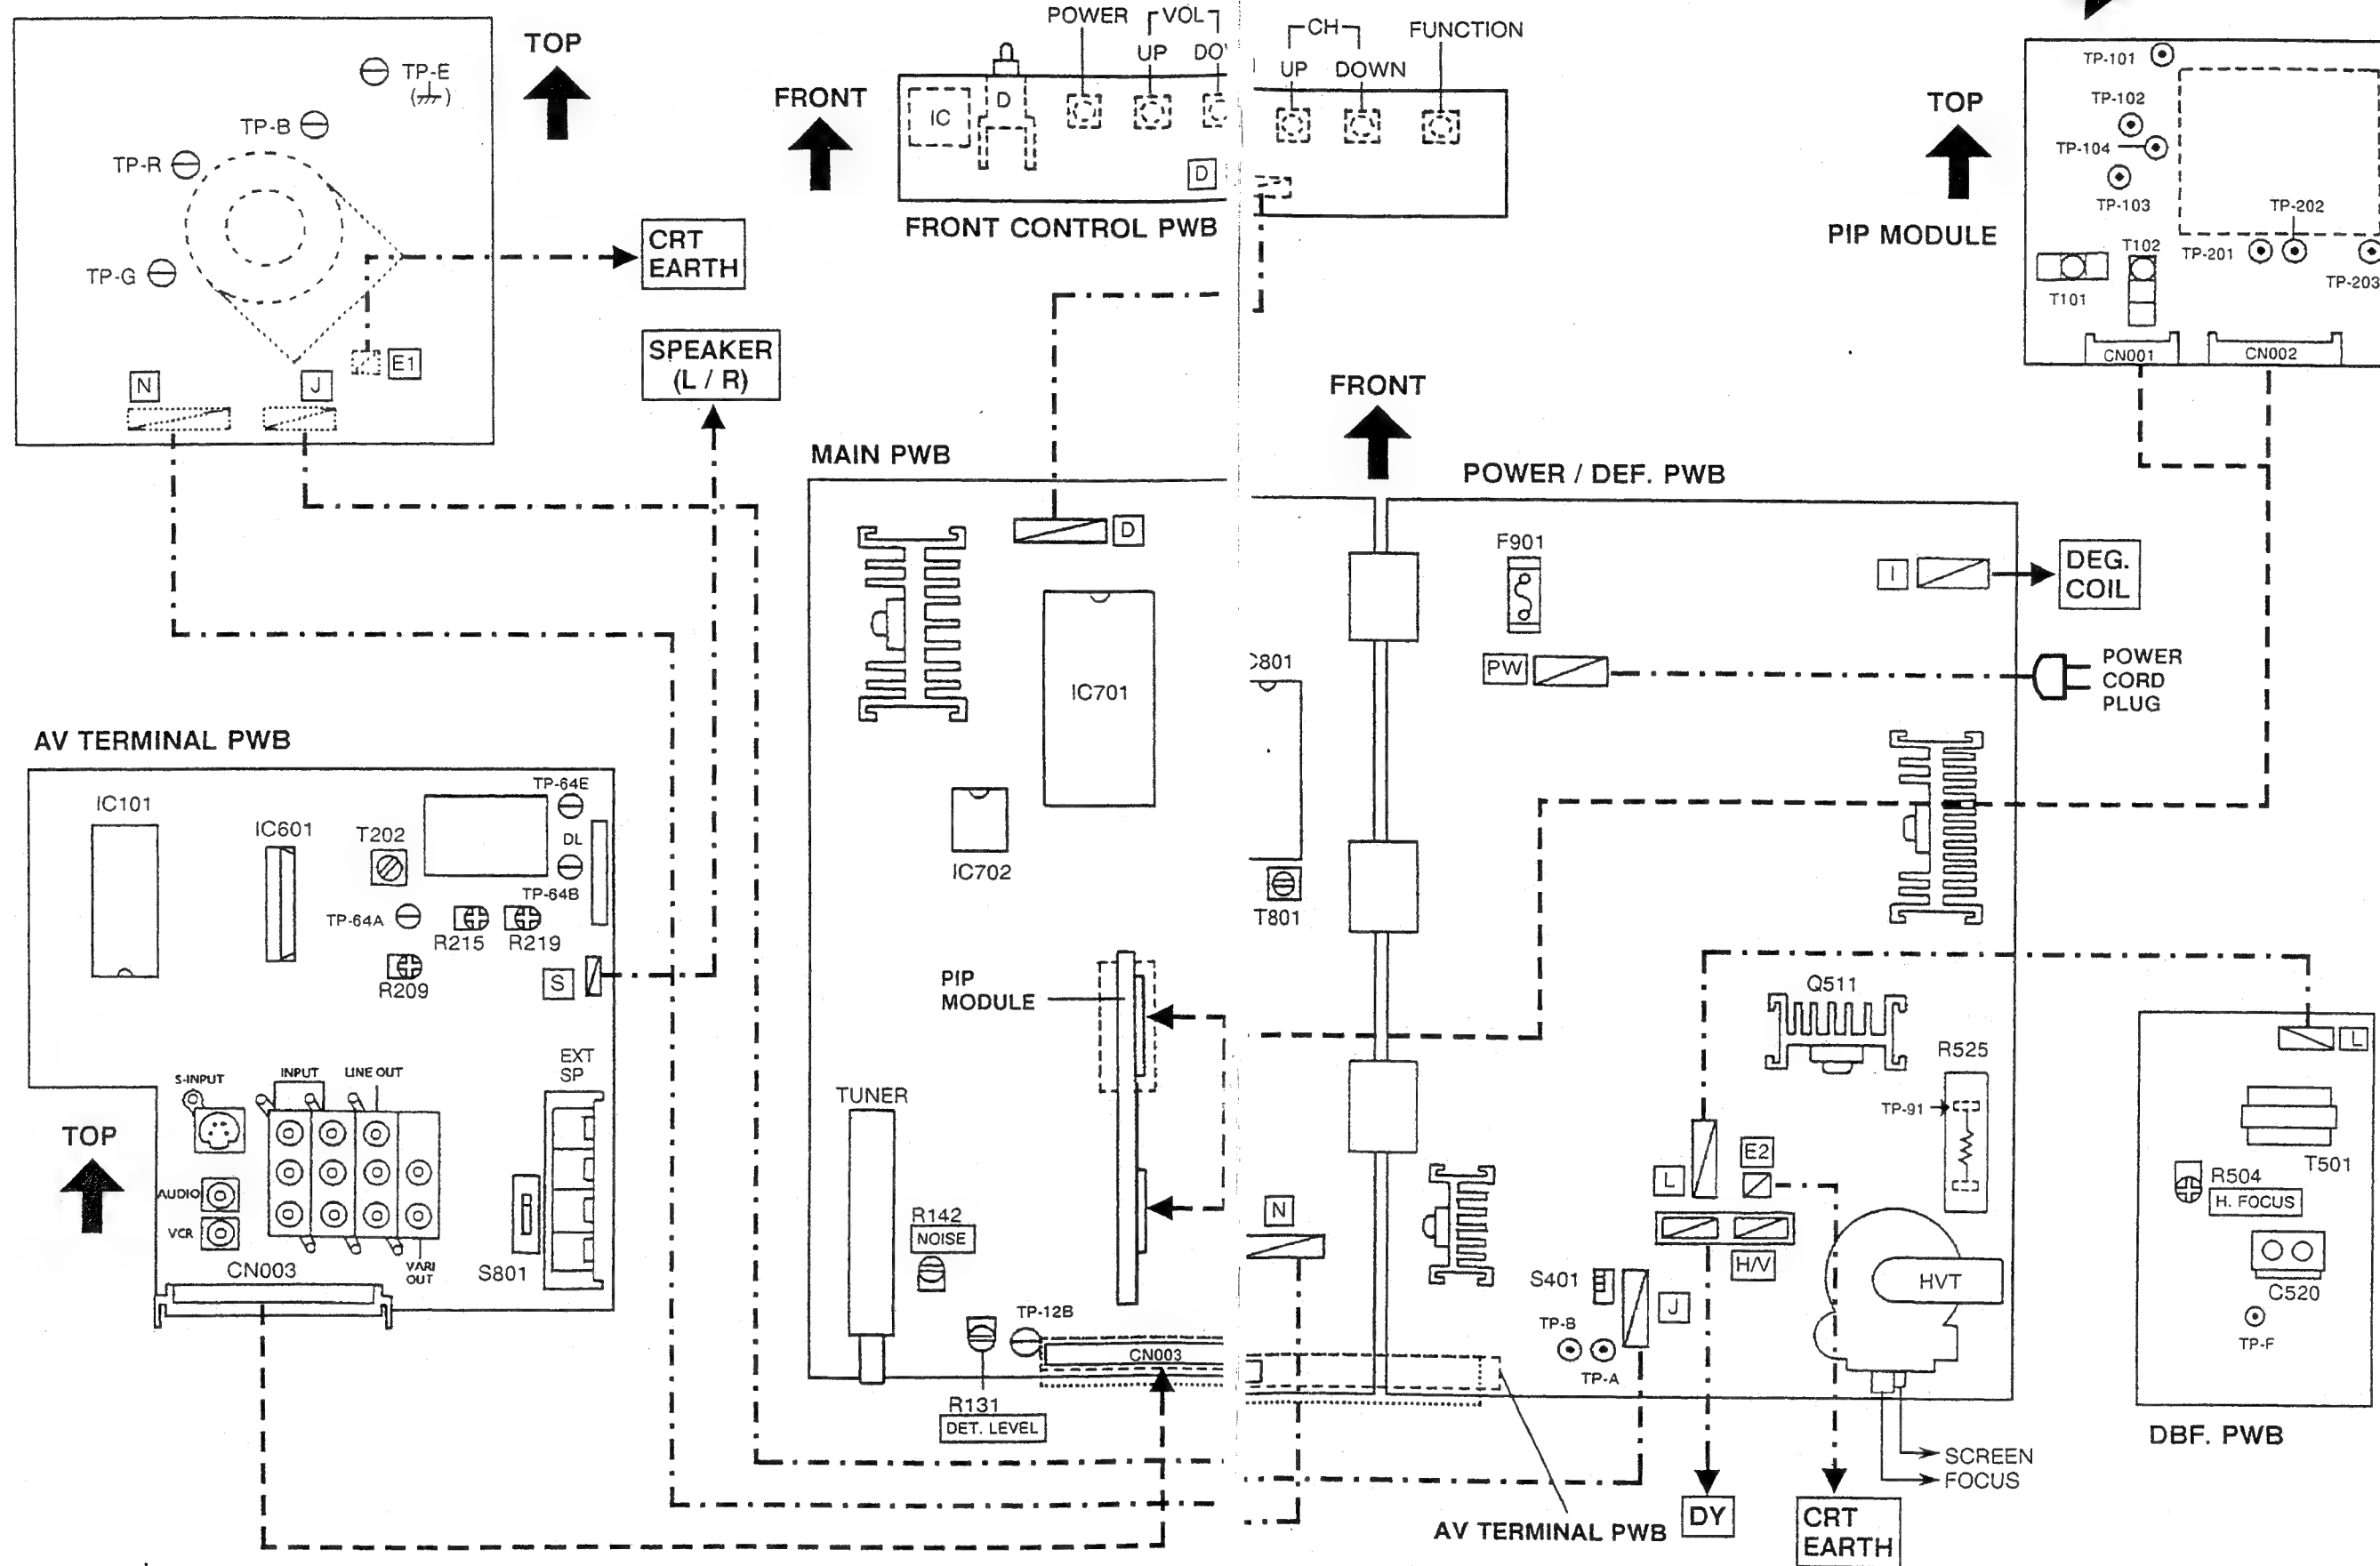 TOP
TP-E
TP-B
TP-R
TP-G
N
J
E1
CRT
EARTH
SPEAKER
(L / R)
FRONT
POWER
VOL
UP
CH
UP
DOWN
FUNCTION
IC
D
D
FRONT CONTROL PWB
TOP
PIP MODULE
TP-101
TP-102
TP-104
TP-103
TP-202
TP-201
TP-203
T101
T102
CN001
CN002
FRONT
MAIN PWB
D
IC701
IC702
PIP
MODULE
TUNER
R142
NOISE
TP-12B
CN003
R131
DET. LEVEL
C801
T801
N
POWER / DEF. PWB
F901
I
DEG.
COIL
PW
POWER
CORD
PLUG
Q511
R525
TP-91
L
E2
H/V
HVT
S401
J
TP-B
TP-A
SCREEN
FOCUS
DY
CRT
EARTH
AV TERMINAL PWB
L
T501
R504
H. FOCUS
C520
TP-F
DBF. PWB
AV TERMINAL PWB
IC101
IC601
T202
TP-64E
DL
TP-64B
TP-64A
R215
R219
R209
S
EXT
SP
S-INPUT
INPUT
LINE OUT
AUDIO
VCR
VARI
OUT
S801
CN003
TOP